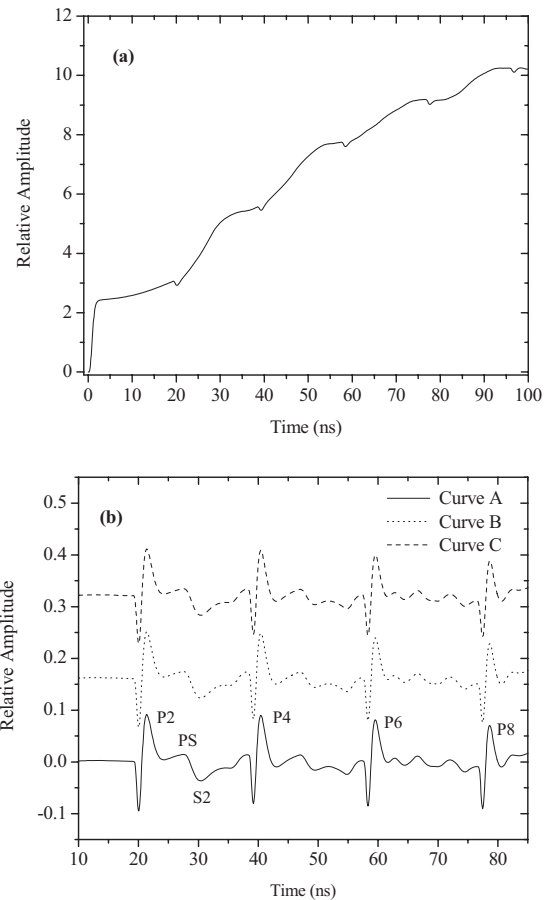 (a)
Relative Amplitude
12
10
8
6
4
2
0
0 10 20 30 40 50 60 70 80 90 100
Time (ns)
(b)
Curve A
Curve B
Curve C
Relative Amplitude
0.5
0.4
0.3
0.2
0.1
0.0
-0.1
P2
PS
S2
P4
P6
P8
10 20 30 40 50 60 70 80
Time (ns)